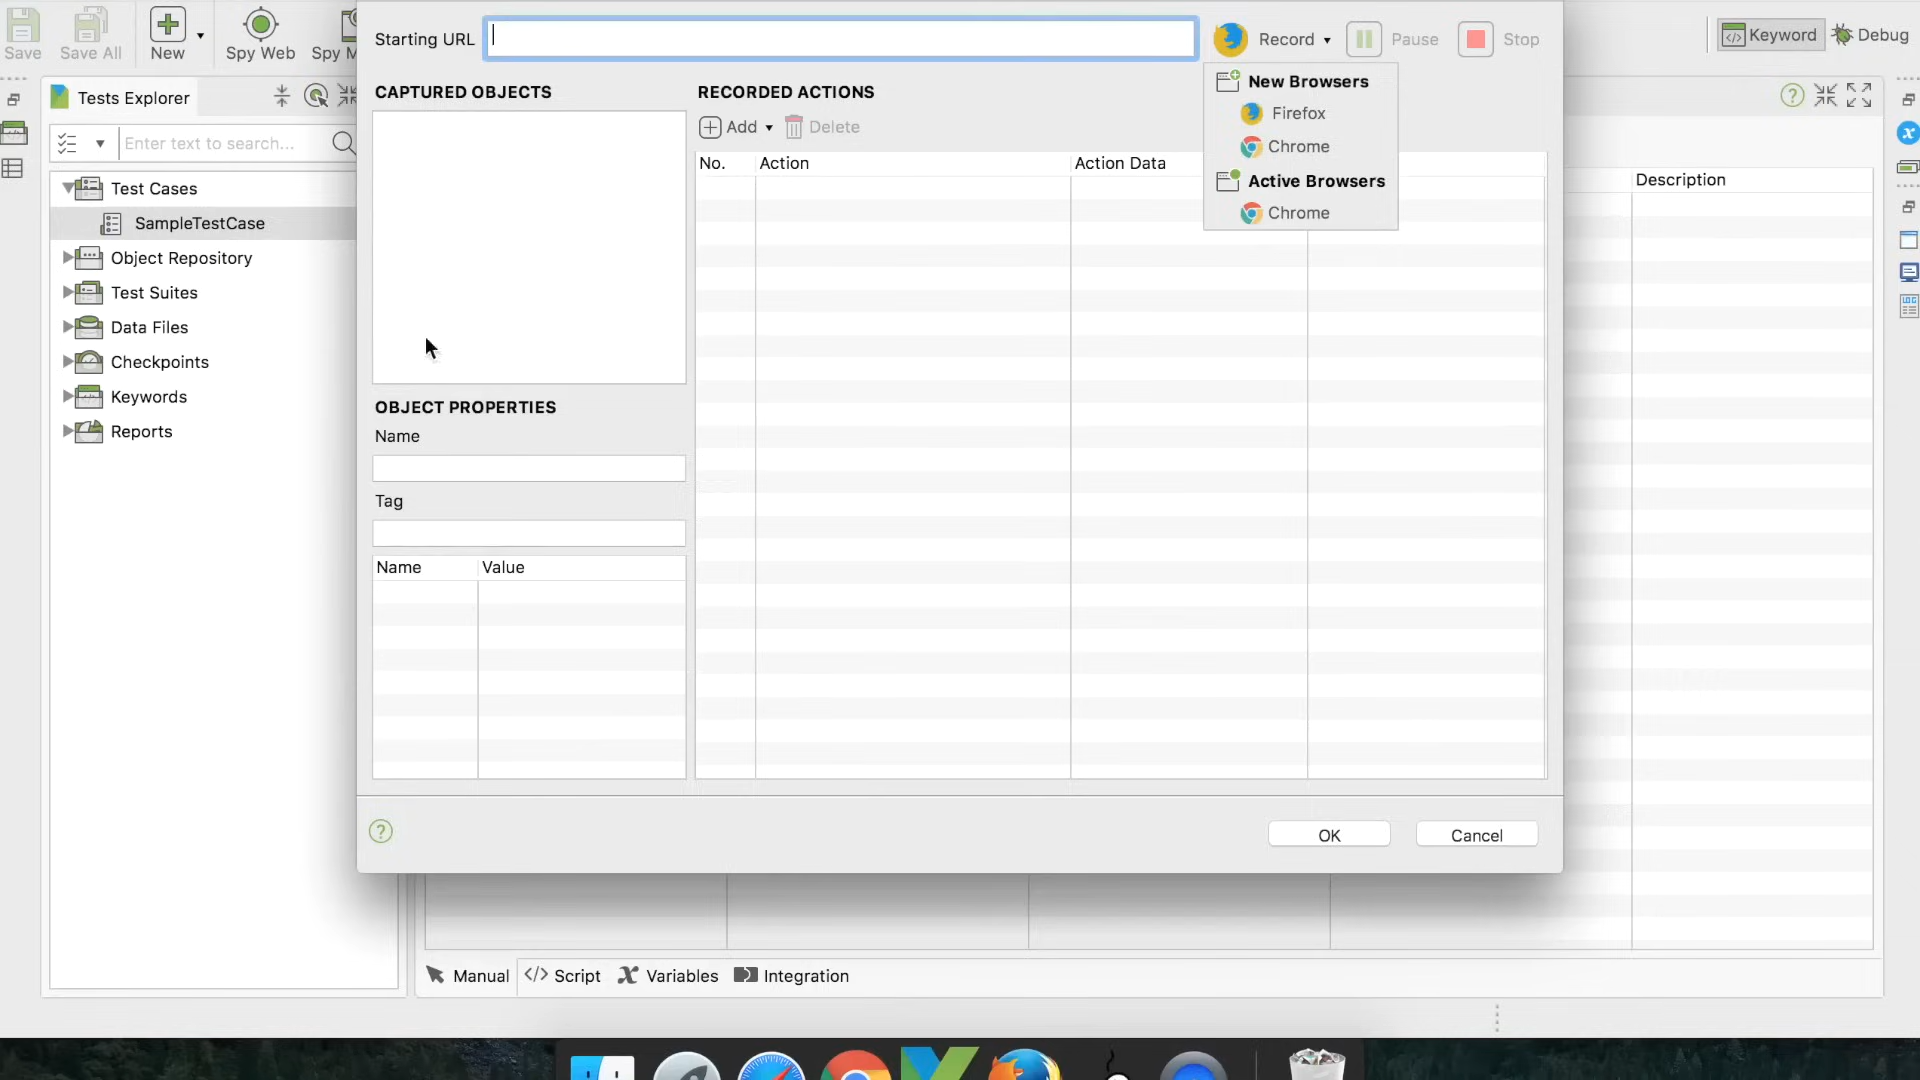 Save
Save All
New
Spy Web
Spy M
Starting URL
Record
Pause
Stop
Keyword
Debug
Tests Explorer
Enter text to search...
Test Cases
SampleTestCase
Object Repository
Test Suites
Data Files
Checkpoints
Keywords
Reports
CAPTURED OBJECTS
OBJECT PROPERTIES
Name
Tag
Name Value
RECORDED ACTIONS
Add
Delete
No. Action Action Data
New Browsers
Firefox
Chrome
Active Browsers
Chrome
Description
OK
Cancel
Manual
Script
Variables
Integration